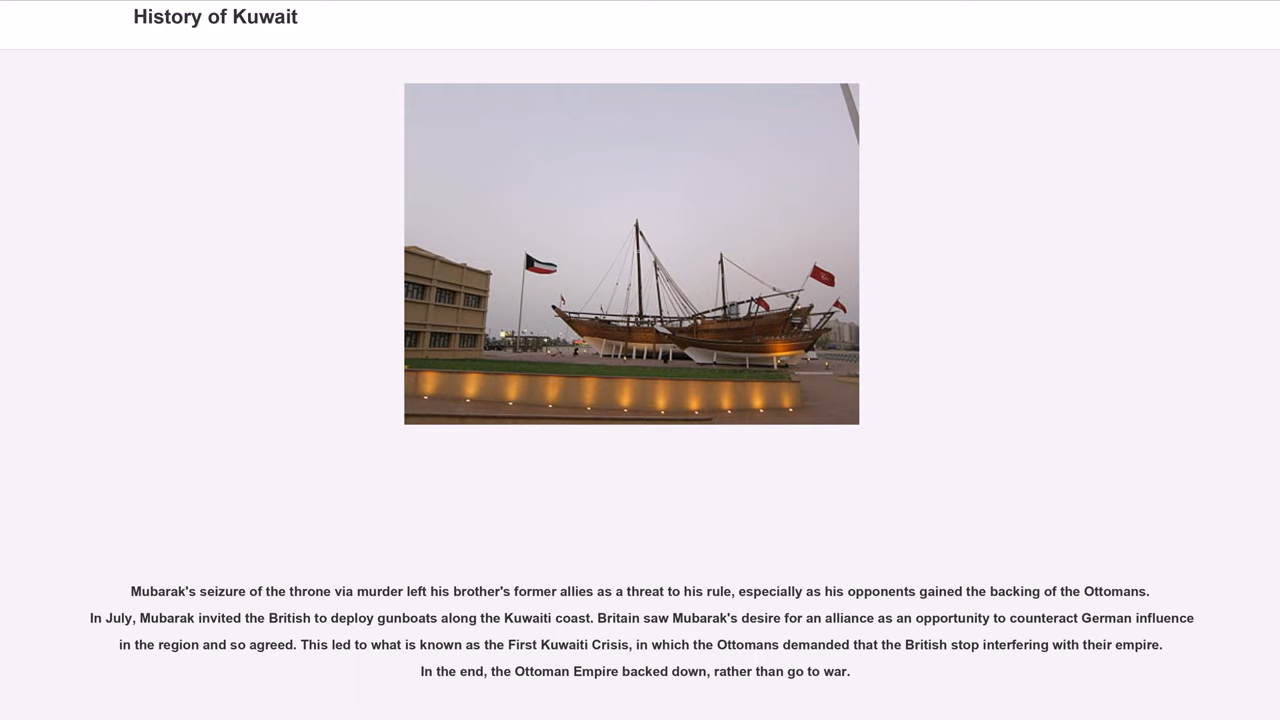 History of Kuwait
Mubarak's seizure of the throne via murder left his brother's former allies as a threat to his rule, especially as his opponents gained the backing of the Ottomans.
In July, Mubarak invited the British to deploy gunboats along the Kuwaiti coast. Britain saw Mubarak's desire for an alliance as an opportunity to counteract German influence
in the region and so agreed. This led to what is known as the First Kuwaiti Crisis, in which the Ottomans demanded that the British stop interfering with their empire.
In the end, the Ottoman Empire backed down, rather than go to war.